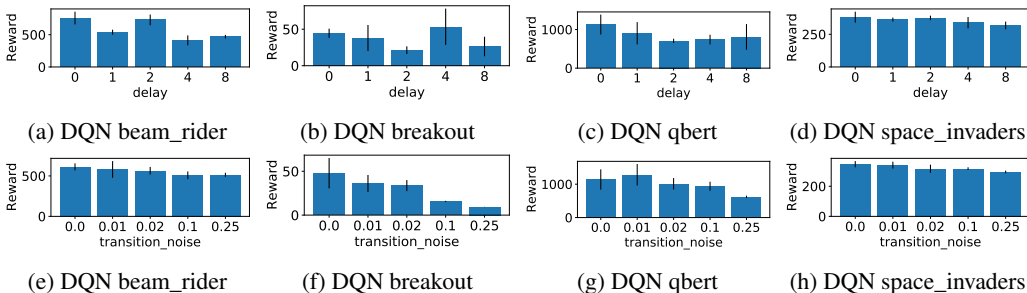 Reward
500
0
0 1 2 4 8
delay
(a) DQN beam_rider
Reward
50
0
0 1 2 4 8
delay
(b) DQN breakout
Reward
1000
0
0 1 2 4 8
delay
(c) DQN qbert
Reward
250
0
0 1 2 4 8
delay
(d) DQN space_invaders
Reward
500
0
0.0 0.01 0.02 0.1 0.25
transition_noise
(e) DQN beam_rider
Reward
50
0
0.0 0.01 0.02 0.1 0.25
transition_noise
(f) DQN breakout
Reward
1000
0
0.0 0.01 0.02 0.1 0.25
transition_noise
(g) DQN qbert
Reward
200
0
0.0 0.01 0.02 0.1 0.25
transition_noise
(h) DQN space_invaders